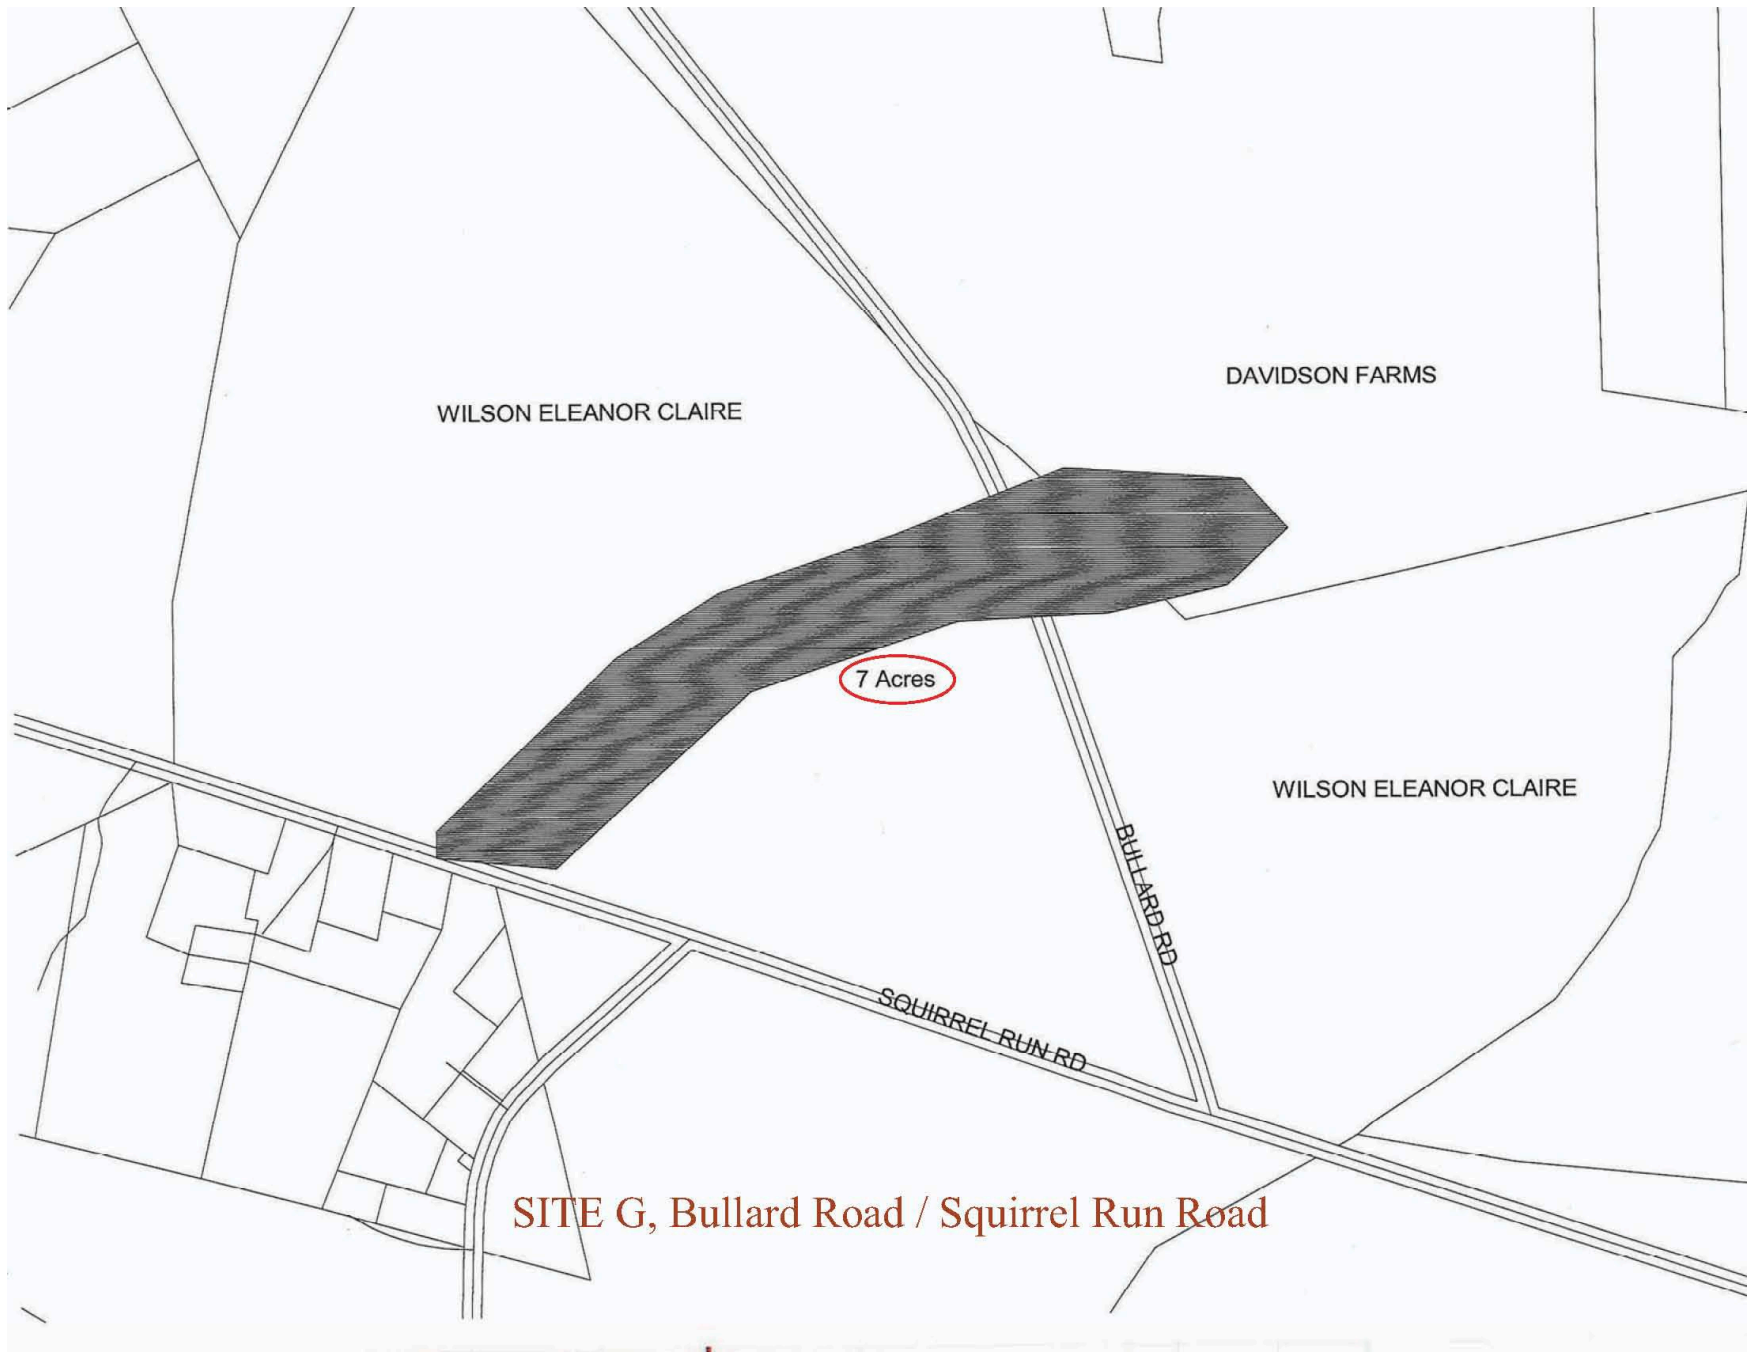 DAVIDSON FARMS
WILSON ELEANOR CLAIRE
7 Acres
WILSON ELEANOR CLAIRE
BULLARD RD
SQUIRREL RUN RD
SITE G, Bullard Road / Squirrel Run Road